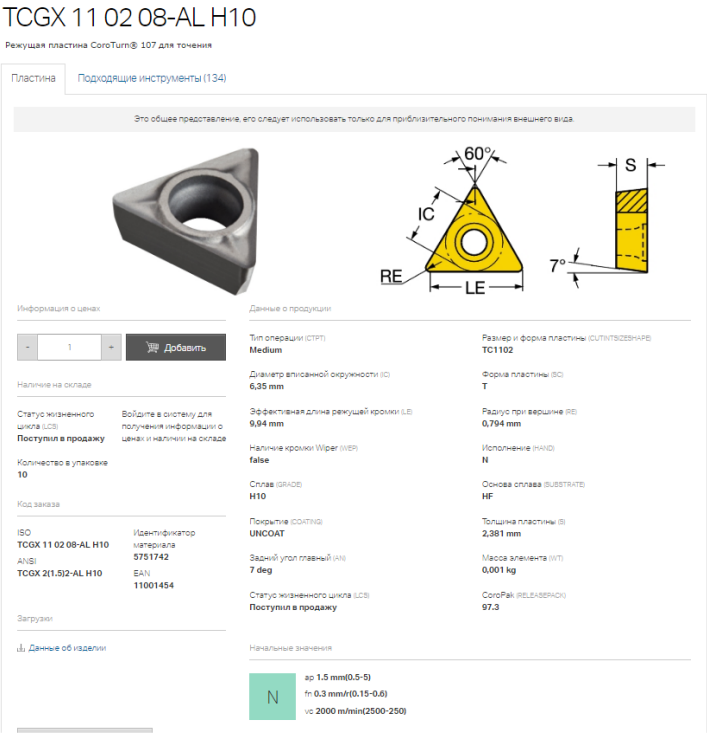 TCGX 11 02 08-AL H10
Режущая пластина CoroTurn® 107 для точения
Пластина
Подходящие инструменты (134)
Это общее представление, его следует использовать только для приблизительного понимания внешнего вида.
60°
IC
RE
LE
S
7°
Информация о ценах
- 1 +
Добавить
Наличие на складе
Статус жизненного
цикла (LCS)
Поступил в продажу
Войдите в систему для
получения информации о
ценах и наличии на складе
Количество в упаковке
10
Код заказа
ISO
TCGX 11 02 08-AL H10
ANSI
TCGX 2(1.5)2-AL H10
Идентификатор
материала
5751742
EAN
11001454
Загрузки
Данные об изделии
Данные о продукции
Тип операции (CTPT)
Medium
Размер и форма пластины (CUTINTSIZESHAPE)
TC1102
Диаметр вписанной окружности (IC)
6,35 mm
Форма пластины (SC)
T
Эффективная длина режущей кромки (LE)
9,94 mm
Радиус при вершине (RE)
0,794 mm
Наличие кромки Wiper (WEP)
false
Исполнение (HAND)
N
Сплав (GRADE)
H10
Основа сплава (SUBSTRATE)
HF
Покрытие (COATING)
UNCOAT
Толщина пластины (S)
2,381 mm
Задний угол главный (AN)
7 deg
Масса элемента (WT)
0,001 kg
Статус жизненного цикла (LCS)
Поступил в продажу
CoroPak (RELEASEPACK)
97.3
Начальные значения
N
ap 1.5 mm(0.5-5)
fn 0.3 mm/r(0.15-0.6)
vc 2000 m/min(2500-250)